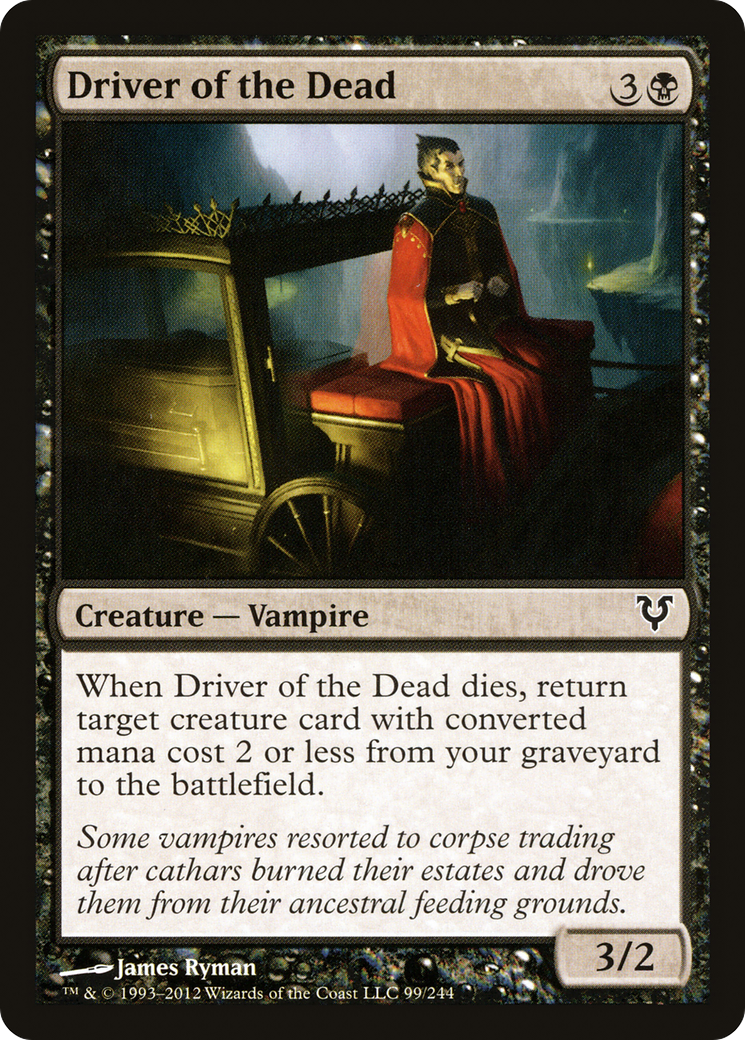 Driver of the Dead 3
Creature — Vampire
When Driver of the Dead dies, return
target creature card with converted
mana cost 2 or less from your graveyard
to the battlefield.
Some vampires resorted to corpse trading
after cathars burned their estates and drove
them from their ancestral feeding grounds.
3/2
James Ryman
™ & © 1993–2012 Wizards of the Coast LLC 99/244